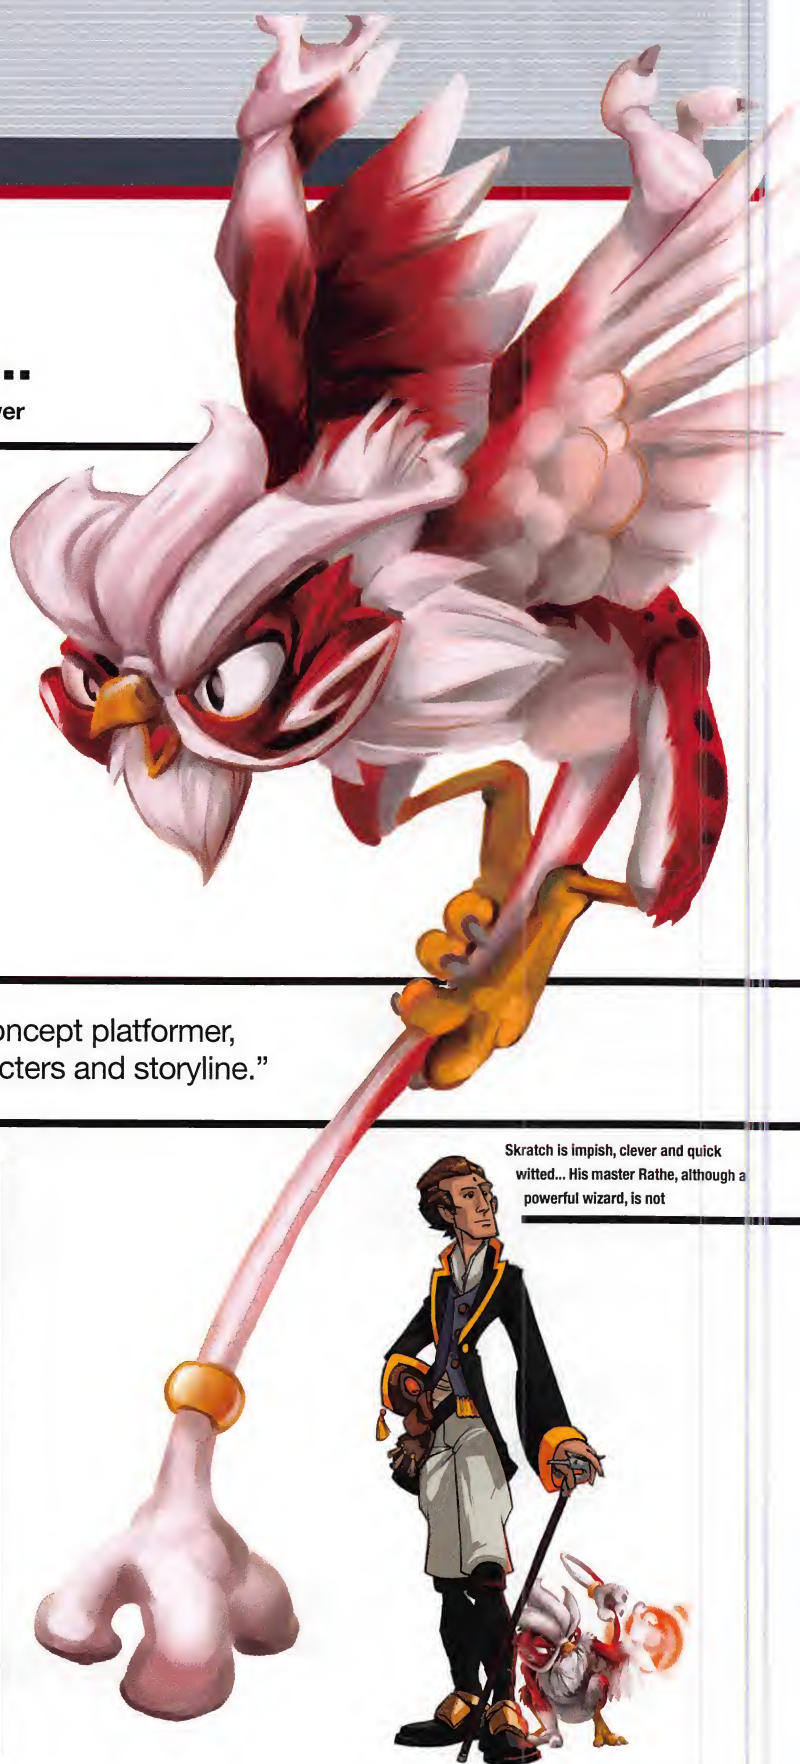 ...
oncept platformer,
cters and storyline.”
Skratch is impish, clever and quick
witted... His master Rathe, although a
powerful wizard, is not